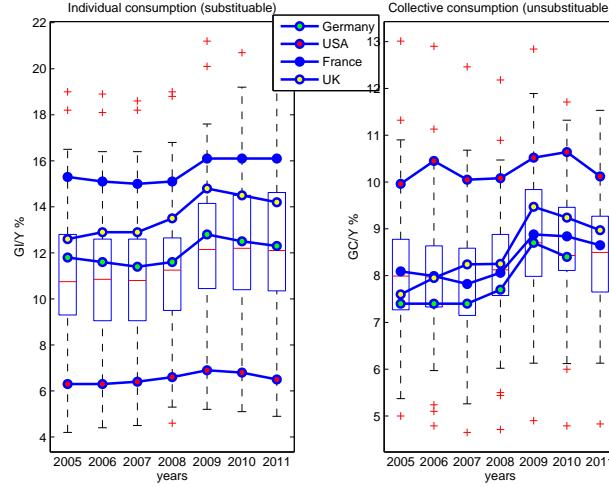 Individual consumption (substituable)
Collective consumption (unsubstituable)
Germany
USA
France
UK
GI/Y %
22
20
18
16
14
12
10
8
6
4
2005 2006 2007 2008 2009 2010 2011
years
GC/Y %
13
12
11
10
9
8
7
6
5
2005 2006 2007 2008 2009 2010 2011
years